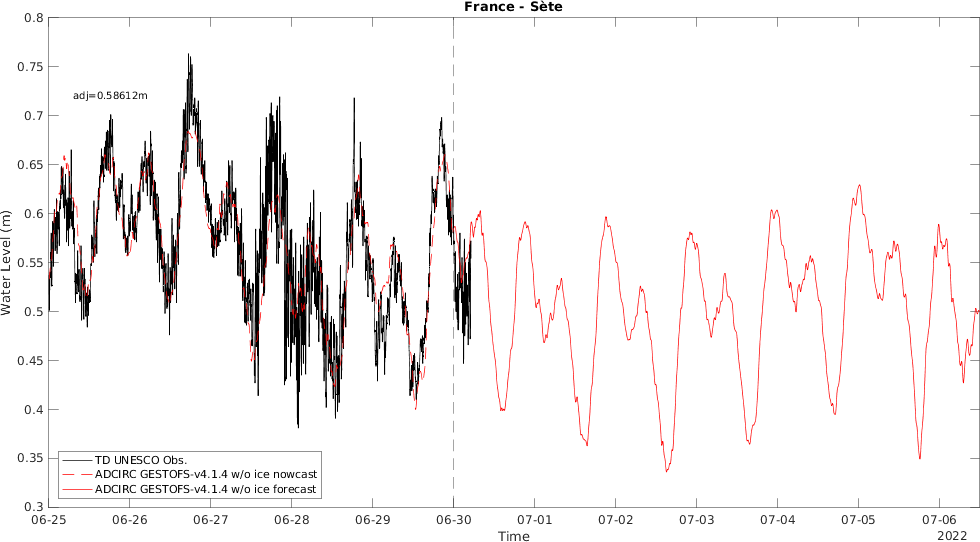 France - Sète
0.8
0.75
0.7
0.65
0.6
0.55
0.5
0.45
0.4
0.35
0.3
Water Level (m)
adj=0.58612m
TD UNESCO Obs.
ADCIRC GESTOFS-v4.1.4 w/o ice nowcast
ADCIRC GESTOFS-v4.1.4 w/o ice forecast
06-25 06-26 06-27 06-28 06-29 06-30 07-01 07-02 07-03 07-04 07-05 07-06
Time
2022